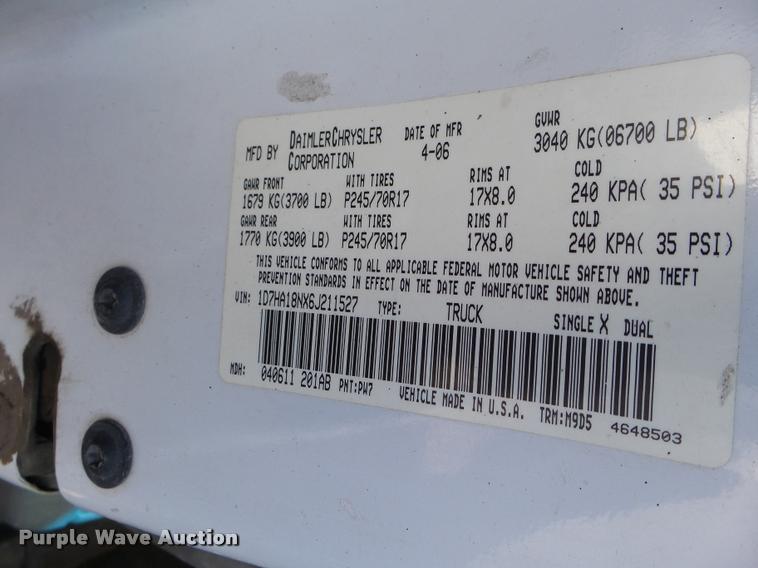 MFD BY DAIMLERCHRYSLER CORPORATION DATE OF MFR 4-06 GVWR 3040 KG(06700 LB)
GAWR FRONT WITH TIRES RIMS AT COLD
1679 KG(3700 LB) P245/70R17 17X8.0 240 KPA( 35 PSI)
GAWR REAR WITH TIRES RIMS AT COLD
1770 KG(3900 LB) P245/70R17 17X8.0 240 KPA( 35 PSI)
THIS VEHICLE CONFORMS TO ALL APPLICABLE FEDERAL MOTOR VEHICLE SAFETY AND THEFT
PREVENTION STANDARDS IN EFFECT ON THE DATE OF MANUFACTURE SHOWN ABOVE.
VIN: 1D7HA18NX6J211527 TYPE: TRUCK SINGLE X DUAL
MDH: 040611 201AB PNT:PW7 VEHICLE MADE IN U.S.A. TRM:M9D5 4648503
Purple Wave Auction®